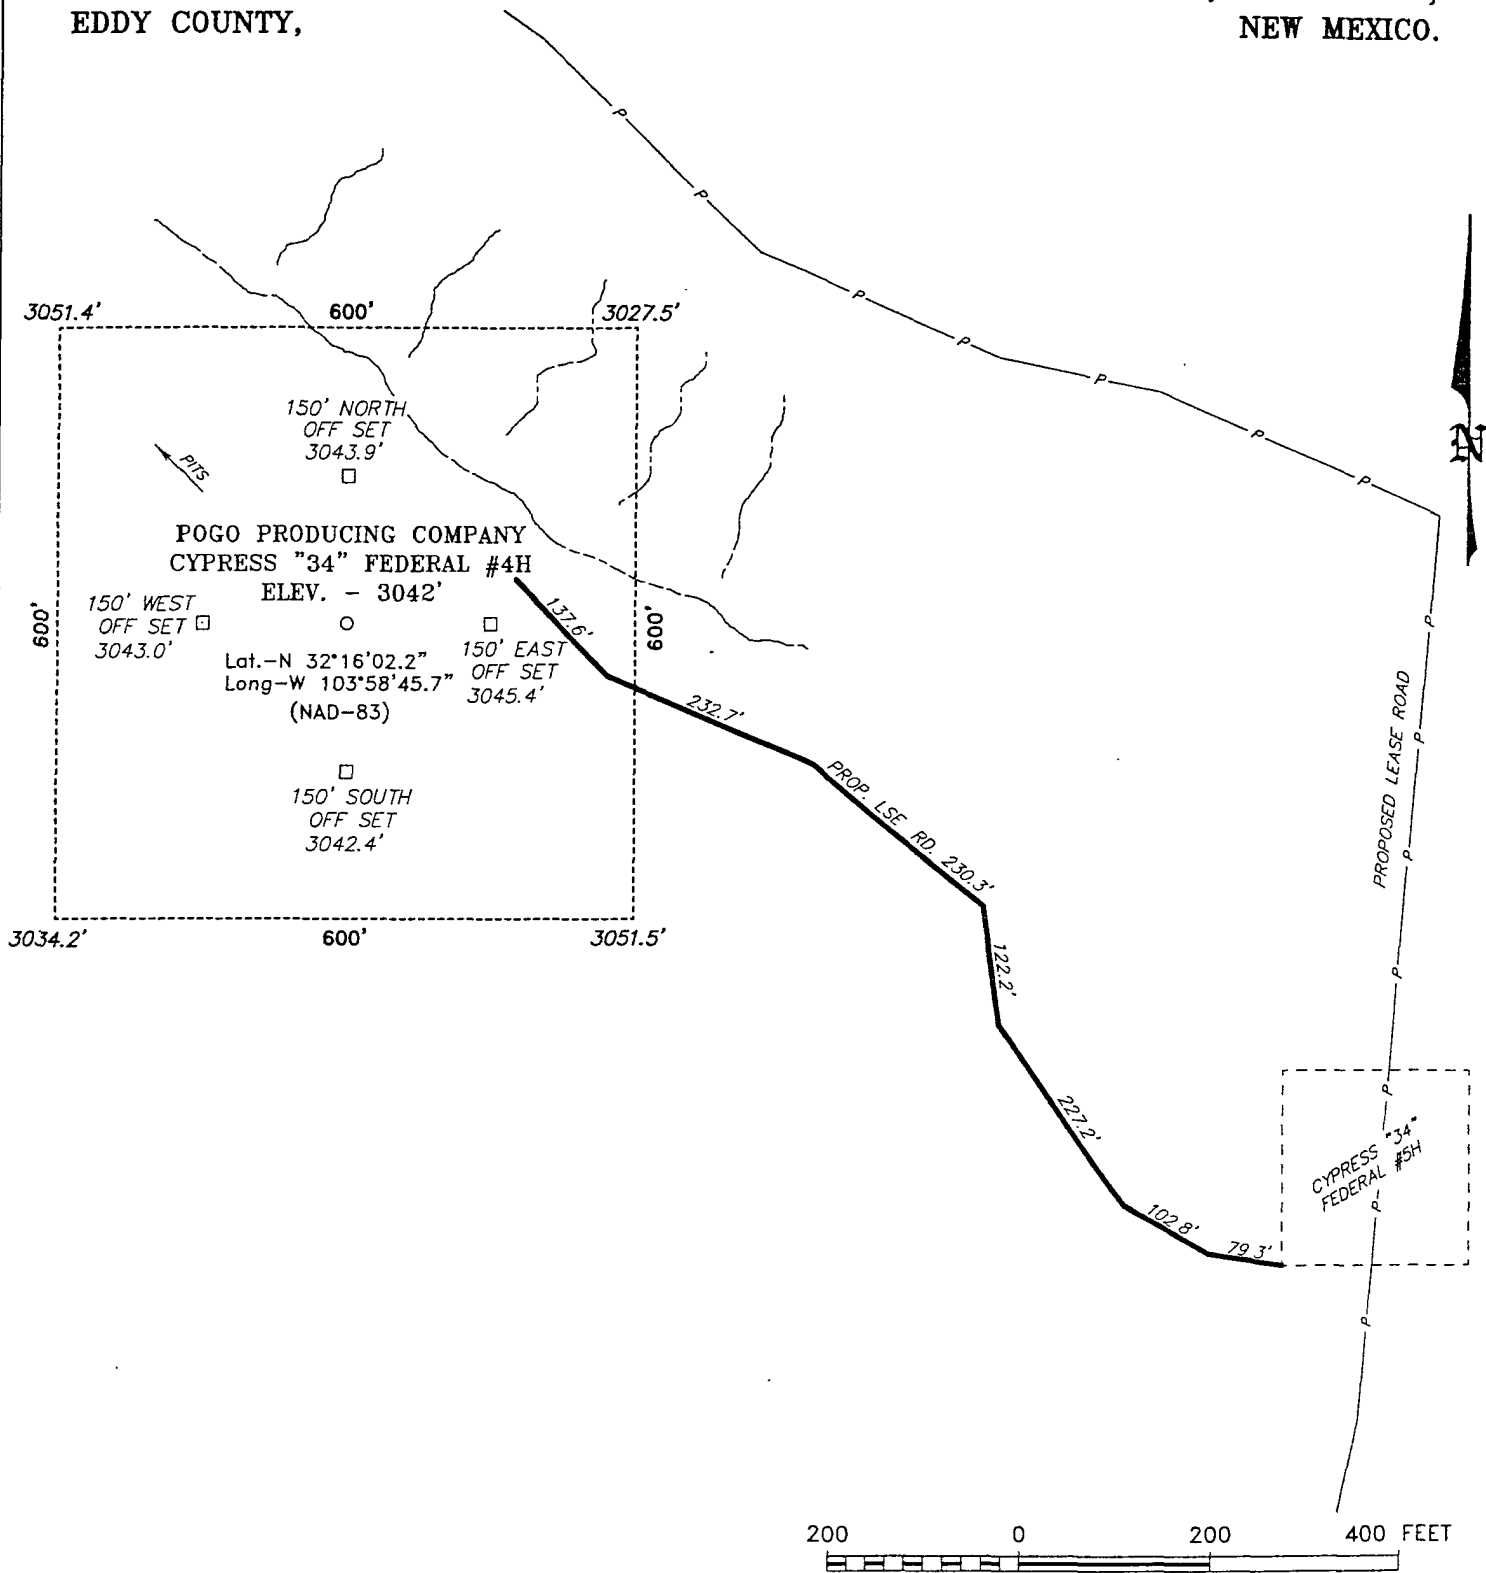 EDDY COUNTY,
NEW MEXICO.
P
P
P
P
P
P
P
3051.4'
600'
3027.5'
N
150' NORTH
OFF SET
3043.9'
PITS
POGO PRODUCING COMPANY
CYPRESS "34" FEDERAL #4H
ELEV. - 3042'
150' WEST
OFF SET
3043.0'
600'
600'
137.6'
150' EAST
OFF SET
3045.4'
Lat.-N 32°16'02.2"
Long-W 103°58'45.7"
(NAD-83)
232.7'
150' SOUTH
OFF SET
3042.4'
PROP. LSE RD. 230.3'
PROPOSED LEASE ROAD
P
P
P
P
3034.2'
600'
3051.5'
122.2'
227.2'
102.8'
79.3'
P
CYPRESS "34"
FEDERAL #5H
P
P
200 0 200 400 FEET